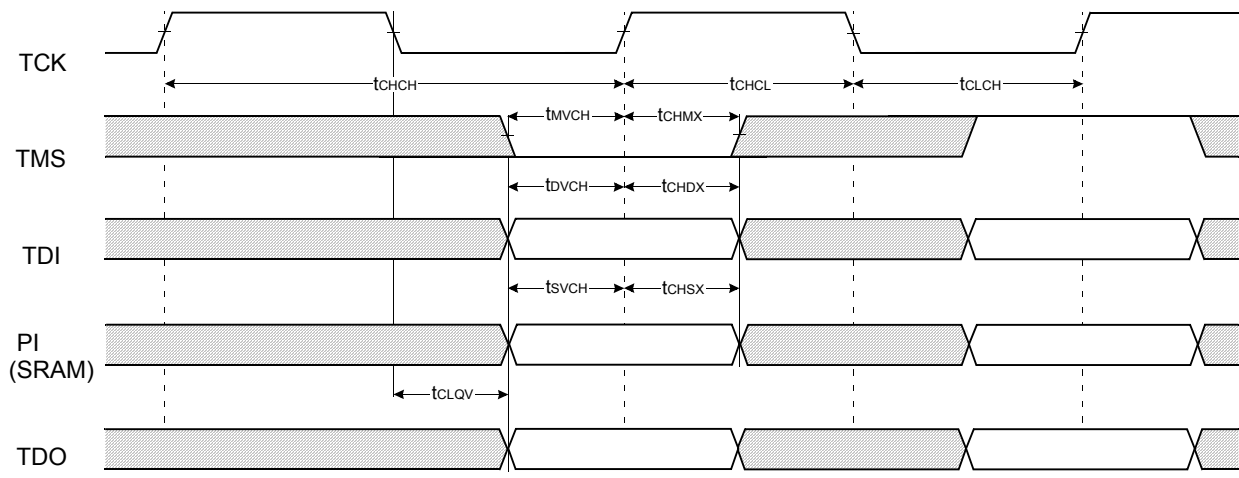 TCK
tCHCH
tCHCL
tCLCH
TMS
tMVCH
tCHMX
TDI
tDVCH
tCHDX
PI
(SRAM)
tSVCH
tCHSX
tCLQV
TDO